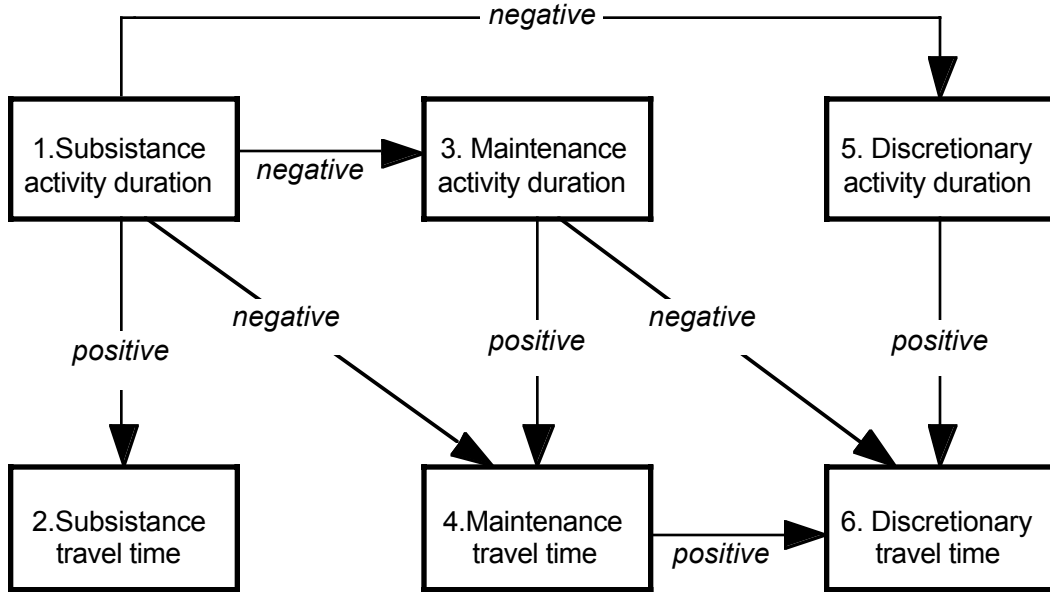 negative
1.Subsistance
activity duration
negative
3. Maintenance
activity duration
5. Discretionary
activity duration
negative
negative
positive
positive
positive
2.Subsistance
travel time
4.Maintenance
travel time
positive
6. Discretionary
travel time